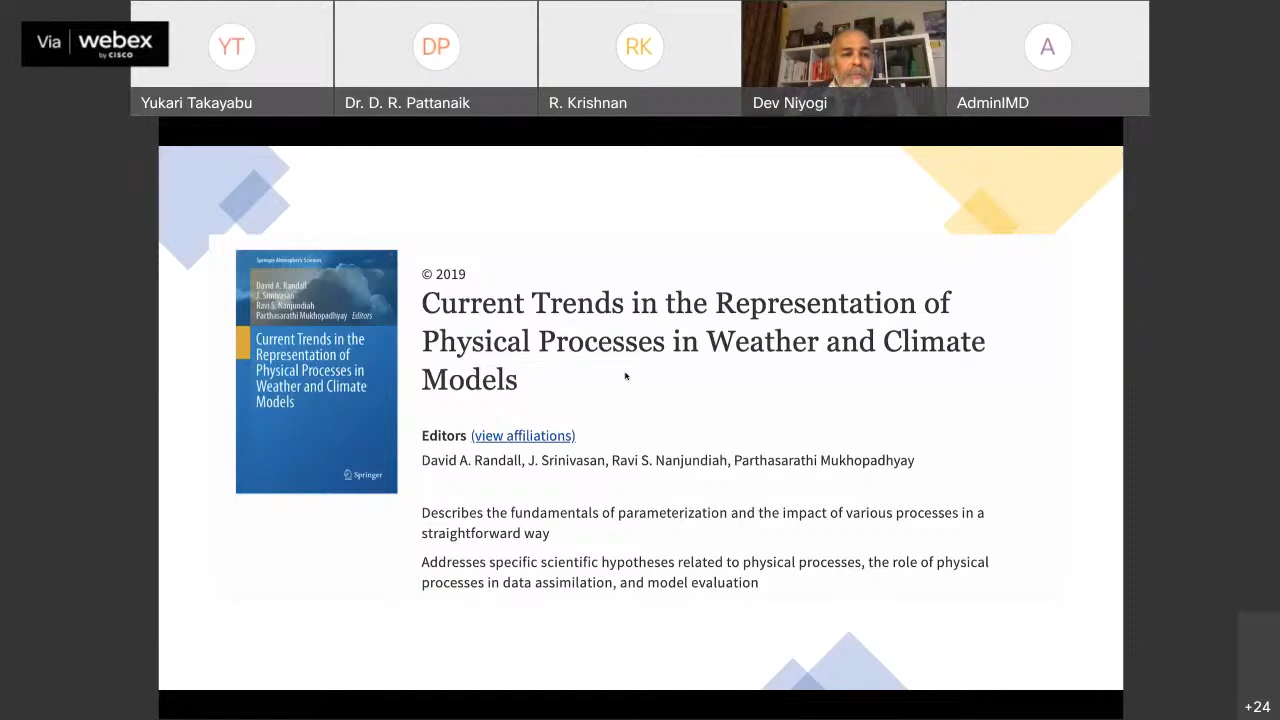 Via webex
by CISCO
YT
DP
RK
A
Yukari Takayabu
Dr. D. R. Pattanaik
R. Krishnan
Dev Niyogi
AdminIMD
Springer Atmospheric Sciences
David A. Randall
J. Srinivasan
Ravi S. Nanjundiah
Parthasarathi Mukhopadhyay Editors
Current Trends in the
Representation of
Physical Processes in
Weather and Climate
Models
Springer
© 2019
Current Trends in the Representation of
Physical Processes in Weather and Climate
Models
Editors (view affiliations)
David A. Randall, J. Srinivasan, Ravi S. Nanjundiah, Parthasarathi Mukhopadhyay
Describes the fundamentals of parameterization and the impact of various processes in a
straightforward way
Addresses specific scientific hypotheses related to physical processes, the role of physical
processes in data assimilation, and model evaluation
+24